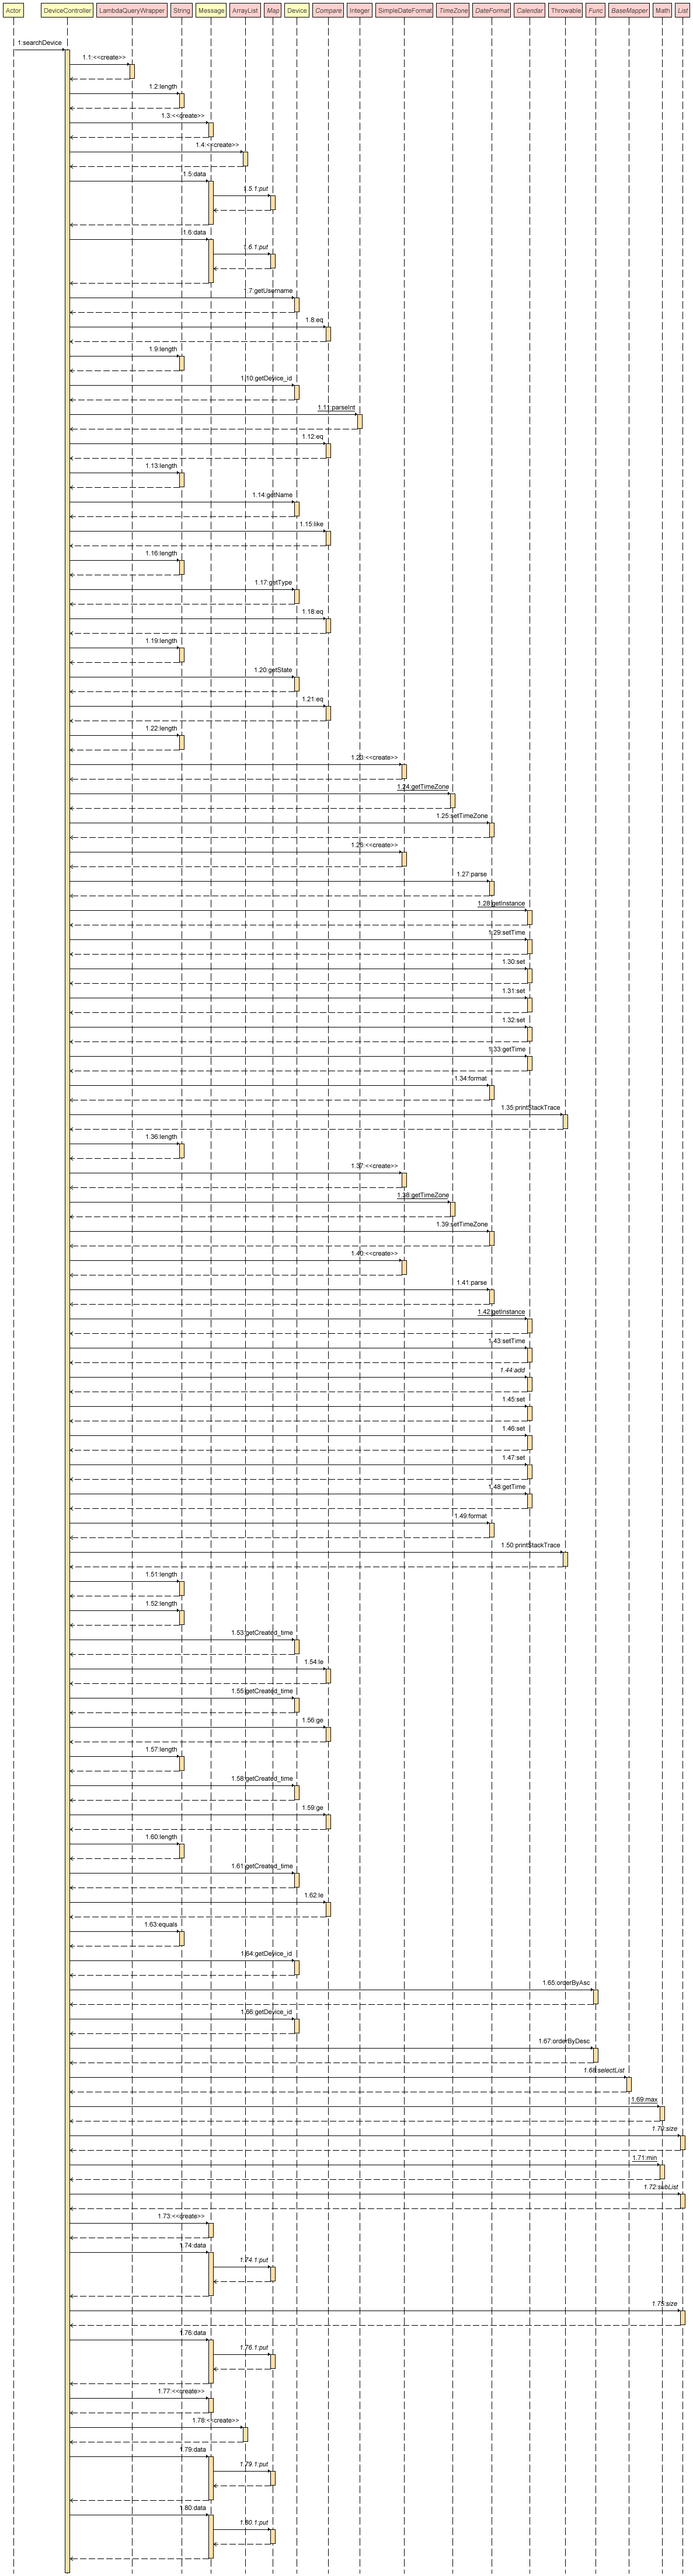 Actor
DeviceController
LambdaQueryWrapper
String
Message
ArrayList
Map
Device
Compare
Integer
SimpleDateFormat
TimeZone
DateFormat
Calendar
Throwable
Func
BaseMapper
Math
List
1:searchDevice
1.1:<<create>>
1.2:length
1.3:<<create>>
1.4:<<create>>
1.5:data
1.5.1:put
1.6:data
1.6.1:put
1.7:getUsername
1.8:eq
1.9:length
1.10:getDevice_id
1.11:parseInt
1.12:eq
1.13:length
1.14:getName
1.15:like
1.16:length
1.17:getType
1.18:eq
1.19:length
1.20:getState
1.21:eq
1.22:length
1.23:<<create>>
1.24:getTimeZone
1.25:setTimeZone
1.26:<<create>>
1.27:parse
1.28:getInstance
1.29:setTime
1.30:set
1.31:set
1.32:set
1.33:getTime
1.34:format
1.35:printStackTrace
1.36:length
1.37:<<create>>
1.38:getTimeZone
1.39:setTimeZone
1.40:<<create>>
1.41:parse
1.42:getInstance
1.43:setTime
1.44:add
1.45:set
1.46:set
1.47:set
1.48:getTime
1.49:format
1.50:printStackTrace
1.51:length
1.52:length
1.53:getCreated_time
1.54:le
1.55:getCreated_time
1.56:ge
1.57:length
1.58:getCreated_time
1.59:ge
1.60:length
1.61:getCreated_time
1.62:le
1.63:equals
1.64:getDevice_id
1.65:orderByAsc
1.66:getDevice_id
1.67:orderByDesc
1.68:selectList
1.69:max
1.70:size
1.71:min
1.72:subList
1.73:<<create>>
1.74:data
1.74.1:put
1.75:size
1.76:data
1.76.1:put
1.77:<<create>>
1.78:<<create>>
1.79:data
1.79.1:put
1.80:data
1.80.1:put